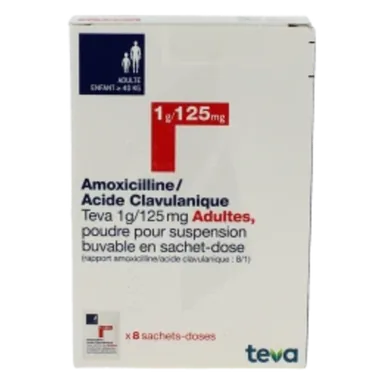 ADULTE
ENFANT > 40 KG
1g/125mg
Amoxicilline/
Acide Clavulanique
Teva 1g/125mg Adultes,
poudre pour suspension
buvable en sachet-dose
(rapport amoxicilline/acide clavulanique : 8/1)
x 8 sachets-doses
teva